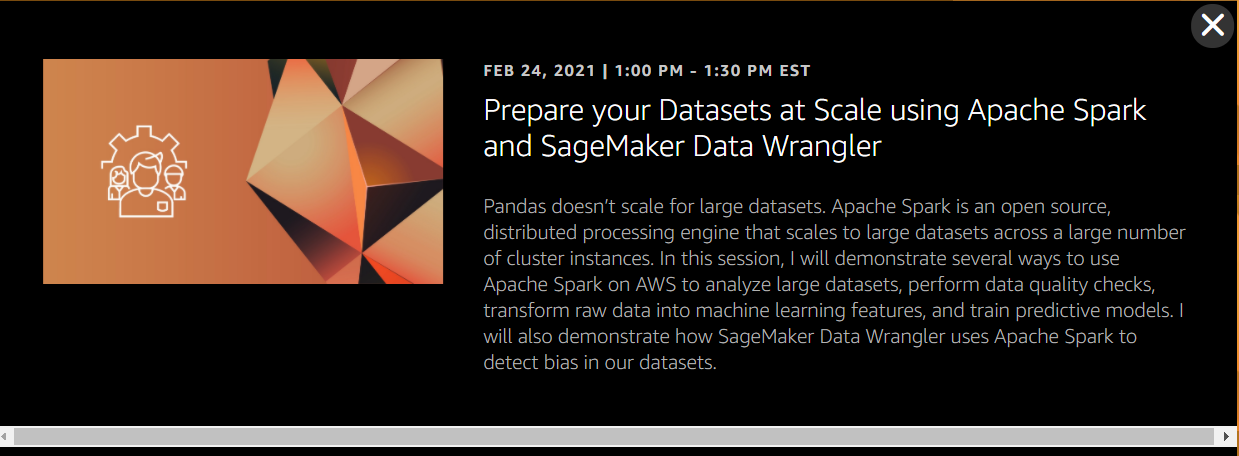 FEB 24, 2021 | 1:00 PM - 1:30 PM EST
Prepare your Datasets at Scale using Apache Spark
and SageMaker Data Wrangler
Pandas doesn’t scale for large datasets. Apache Spark is an open source,
distributed processing engine that scales to large datasets across a large number
of cluster instances. In this session, I will demonstrate several ways to use
Apache Spark on AWS to analyze large datasets, perform data quality checks,
transform raw data into machine learning features, and train predictive models. I
will also demonstrate how SageMaker Data Wrangler uses Apache Spark to
detect bias in our datasets.